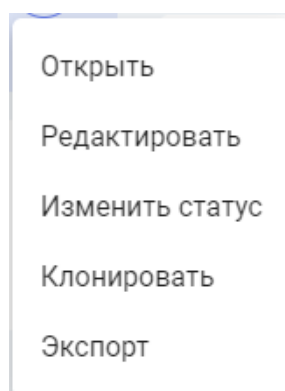 Открыть
Редактировать
Изменить статус
Клонировать
Экспорт